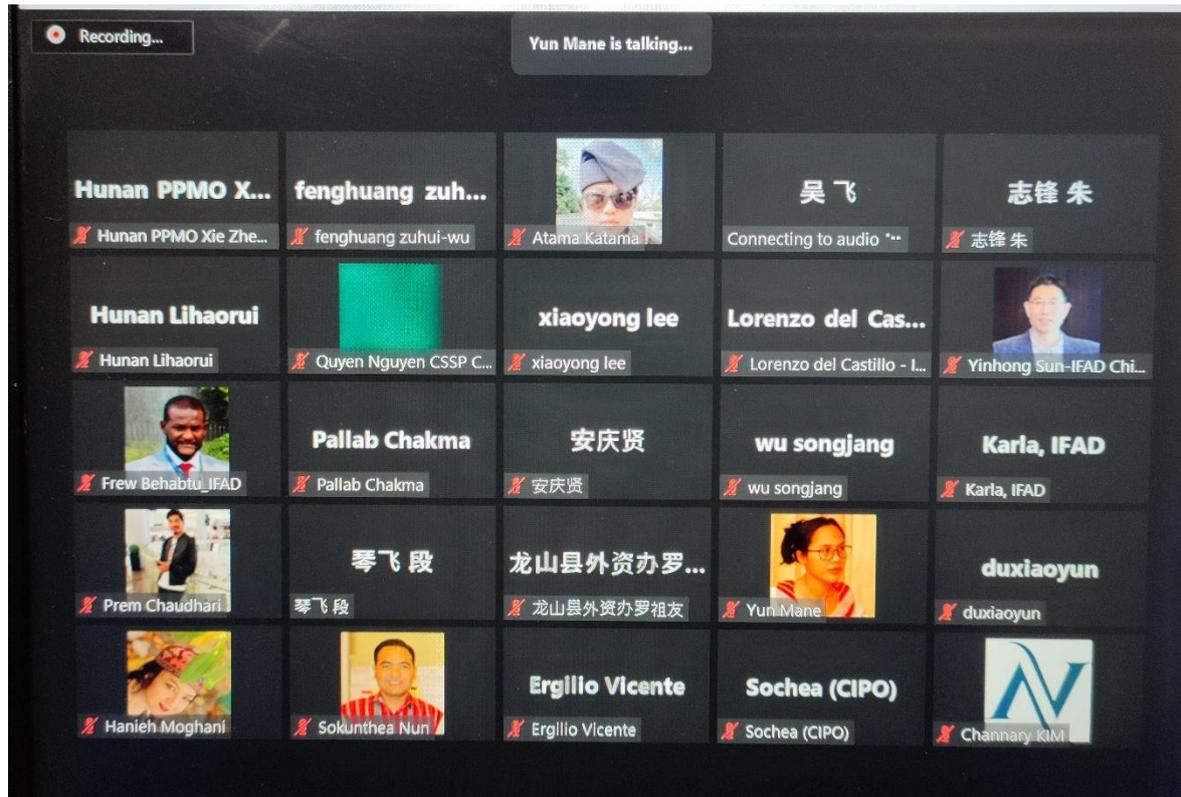 Recording...
Yun Mane is talking...
Hunan PPMO X...
Hunan PPMO Xie Zhe...
fenghuang zuh...
fenghuang zuhui-wu
Atama Katama
吴 飞
Connecting to audio ···
志锋 朱
志锋 朱
Hunan Lihaorui
Hunan Lihaorui
Quyen Nguyen CSSP C...
xiaoyong lee
xiaoyong lee
Lorenzo del Cas...
Lorenzo del Castillo - I...
Yinhong Sun-IFAD Chi...
Frew Behabtu_IFAD
Pallab Chakma
Pallab Chakma
安庆贤
安庆贤
wu songjang
wu songjang
Karla, IFAD
Karla, IFAD
Prem Chaudhari
琴飞 段
琴飞 段
龙山县外资办罗...
龙山县外资办罗祖友
Yun Mane
duxiaoyun
duxiaoyun
Hanieh Moghani
Sokunthea Nun
Ergilio Vicente
Ergilio Vicente
Sochea (CIPO)
Sochea (CIPO)
Channary KIM